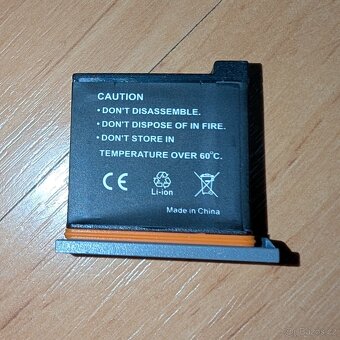 CAUTION
• DON'T DISASSEMBLE.
• DON'T DISPOSE OF IN FIRE.
• DON'T STORE IN
TEMPERATURE OVER 60°C.
CE
Li-ion
Made in China